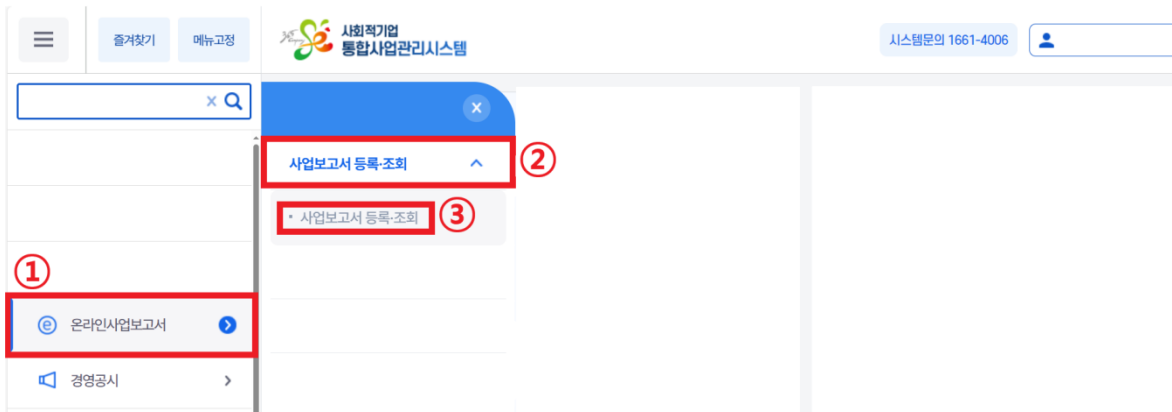 즐겨찾기 메뉴고정 사회적기업
통합사업관리시스템 시스템문의 1661-4006
사업보고서 등록·조회 ②
• 사업보고서 등록·조회 ③
①
온라인사업보고서
경영공시